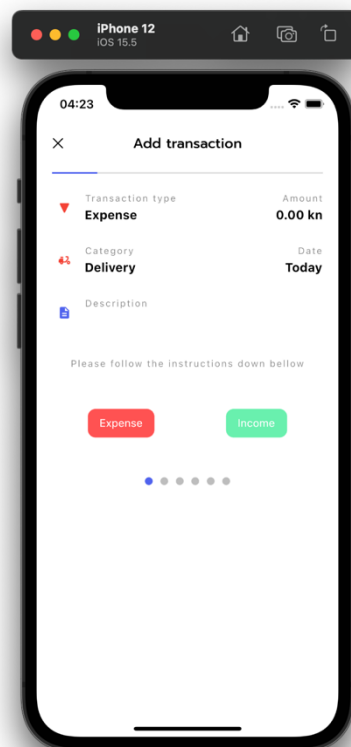 iPhone 12
iOS 15.5
04:23
Add transaction
Transaction type
Amount
Expense
0.00 kn
Category
Date
Delivery
Today
Description
Please follow the instructions down bellow
Expense
Income